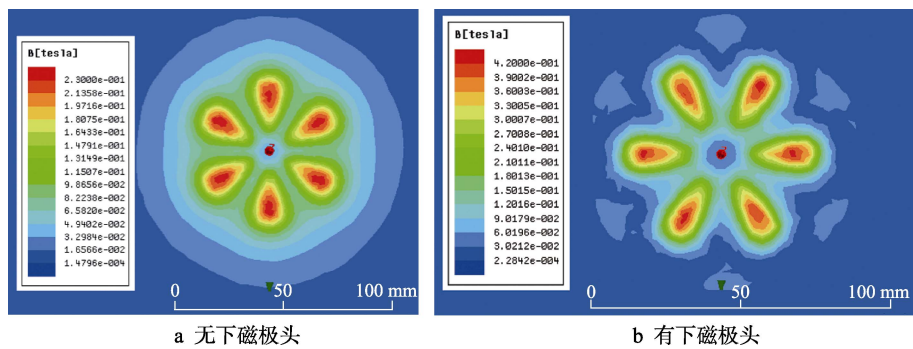 B[tesla]
2.3000e-001
2.1358e-001
1.9716e-001
1.8075e-001
1.6433e-001
1.4791e-001
1.3149e-001
1.1507e-001
9.8656e-002
8.2238e-002
6.5820e-002
4.9402e-002
3.2984e-002
1.6566e-002
1.4796e-004
0 50 100 mm
a 无下磁极头
B[tesla]
4.2000e-001
3.9002e-001
3.6003e-001
3.3005e-001
3.0007e-001
2.7008e-001
2.4010e-001
2.1011e-001
1.8013e-001
1.5015e-001
1.2016e-001
9.0179e-002
6.0196e-002
3.0212e-002
2.2842e-004
0 50 100 mm
b 有下磁极头